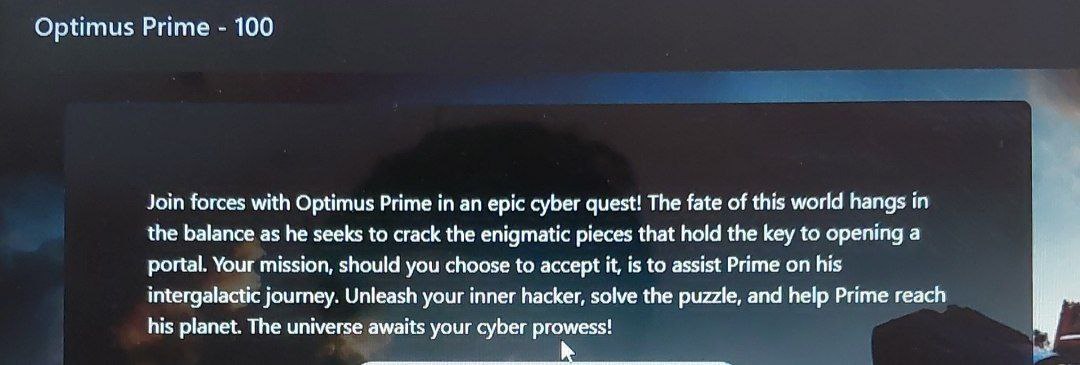 Optimus Prime - 100
Join forces with Optimus Prime in an epic cyber quest! The fate of this world hangs in
the balance as he seeks to crack the enigmatic pieces that hold the key to opening a
portal. Your mission, should you choose to accept it, is to assist Prime on his
intergalactic journey. Unleash your inner hacker, solve the puzzle, and help Prime reach
his planet. The universe awaits your cyber prowess!